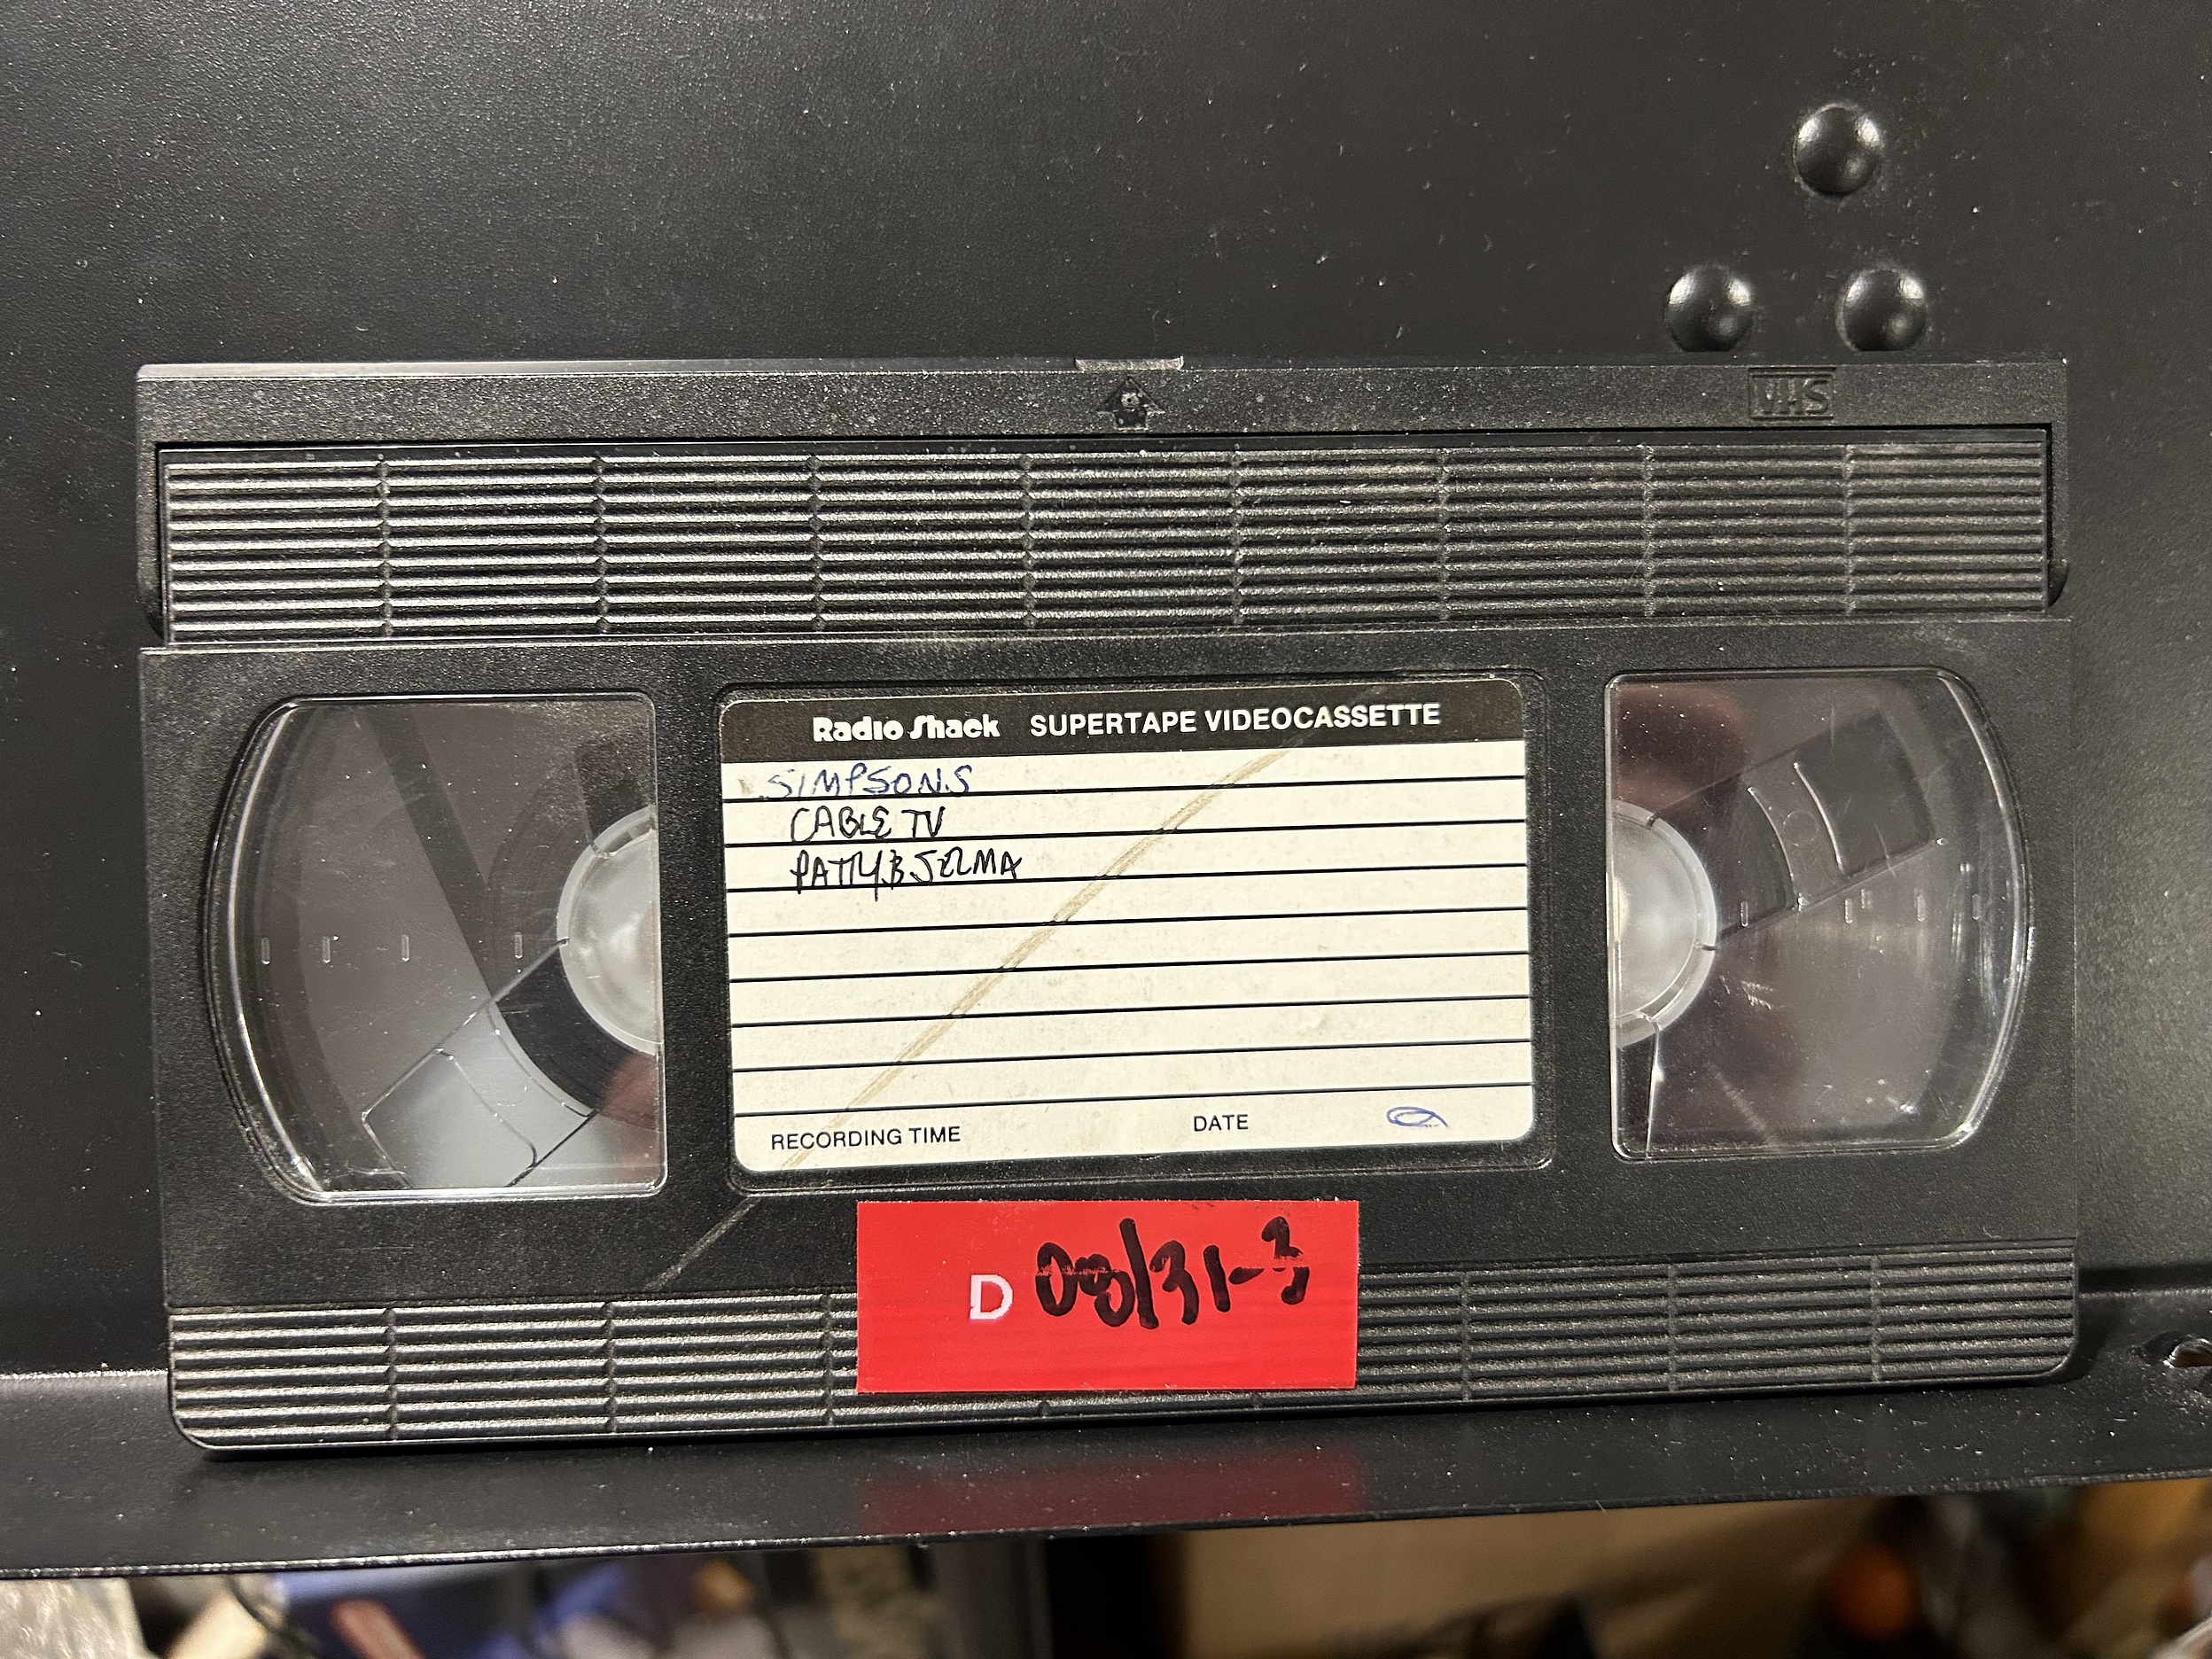 VHS
Radio Shack SUPERTAPE VIDEOCASSETTE
SIMPSONS
CABLE TV
PATTY & SELMA
RECORDING TIME DATE
D 08/31-3